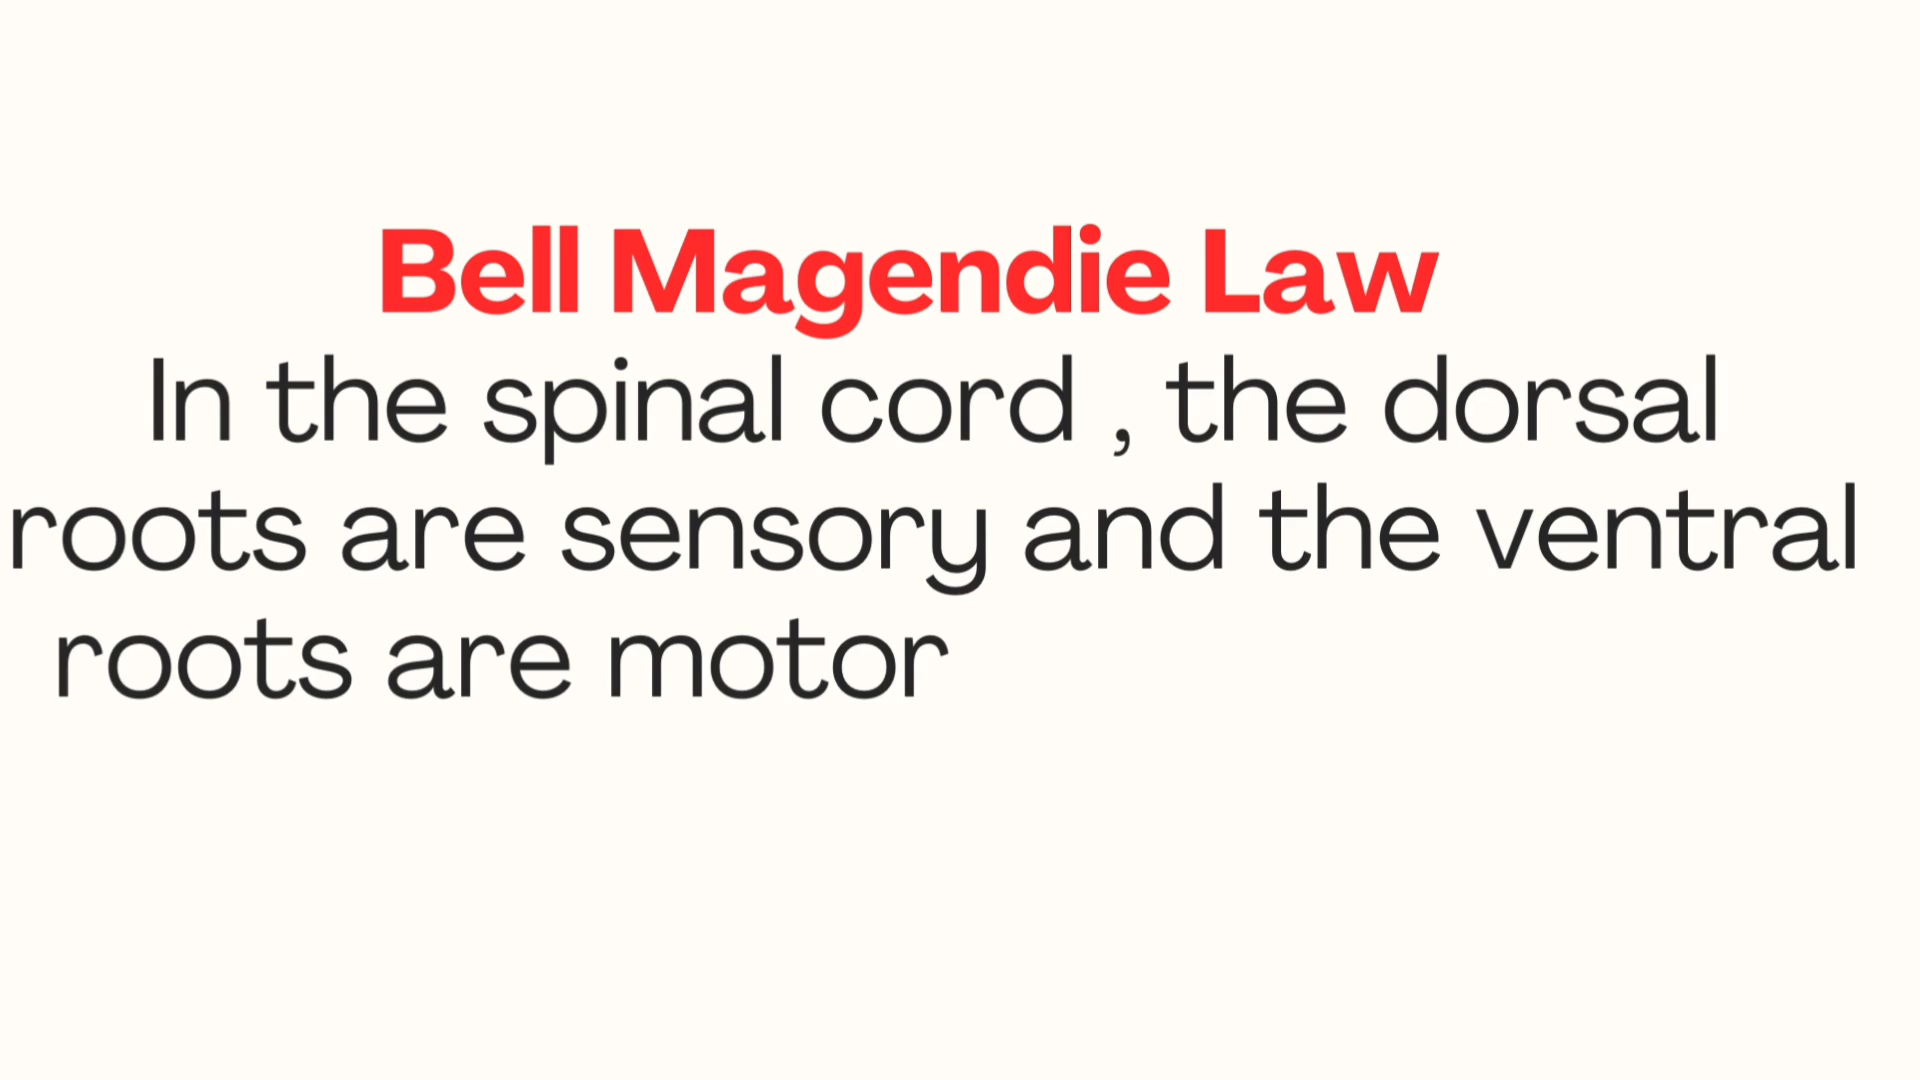 Bell Magendie Law
In the spinal cord , the dorsal
roots are sensory and the ventral
roots are motor